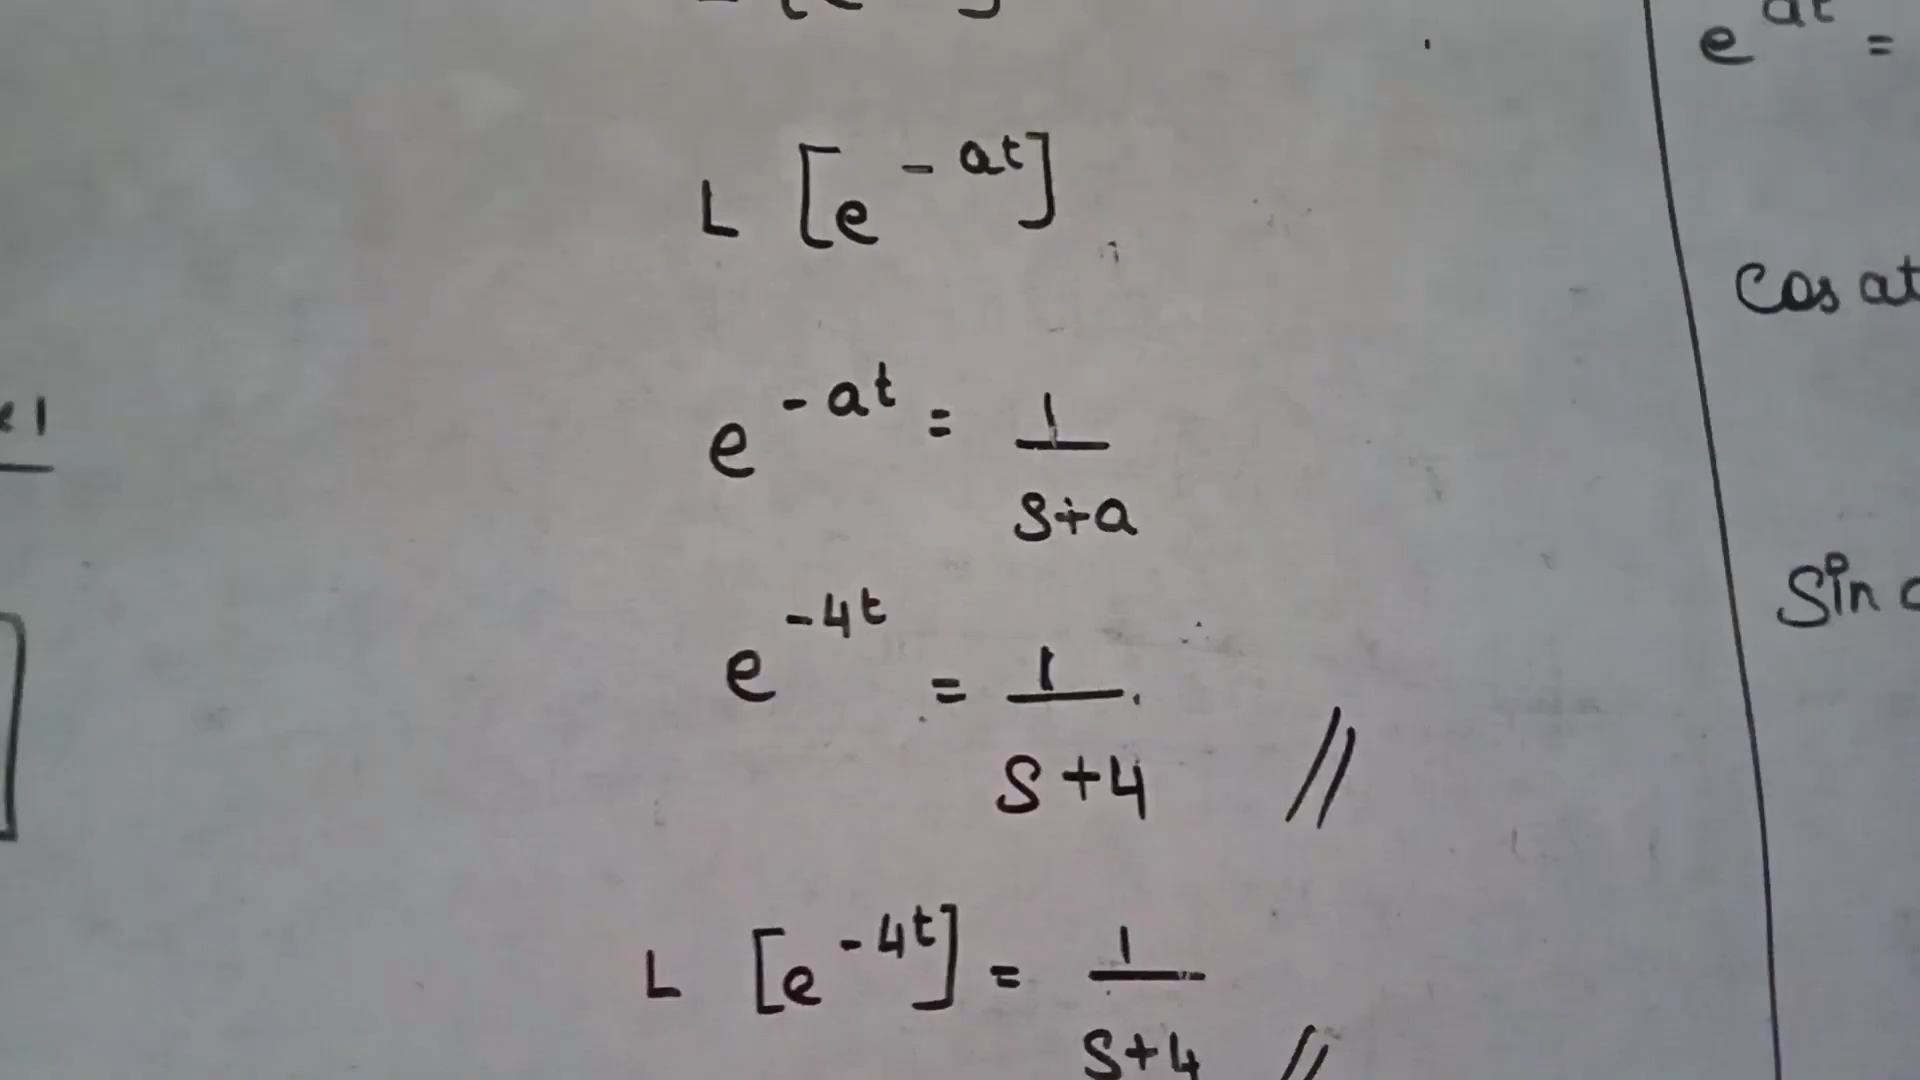 L [e^{-at}]
e^{-at} = 1/(s+a)
e^{-4t} = 1/(s+4) //
L [e^{-4t}] = 1/(s+4) //
e^{at} =
cos at
sin